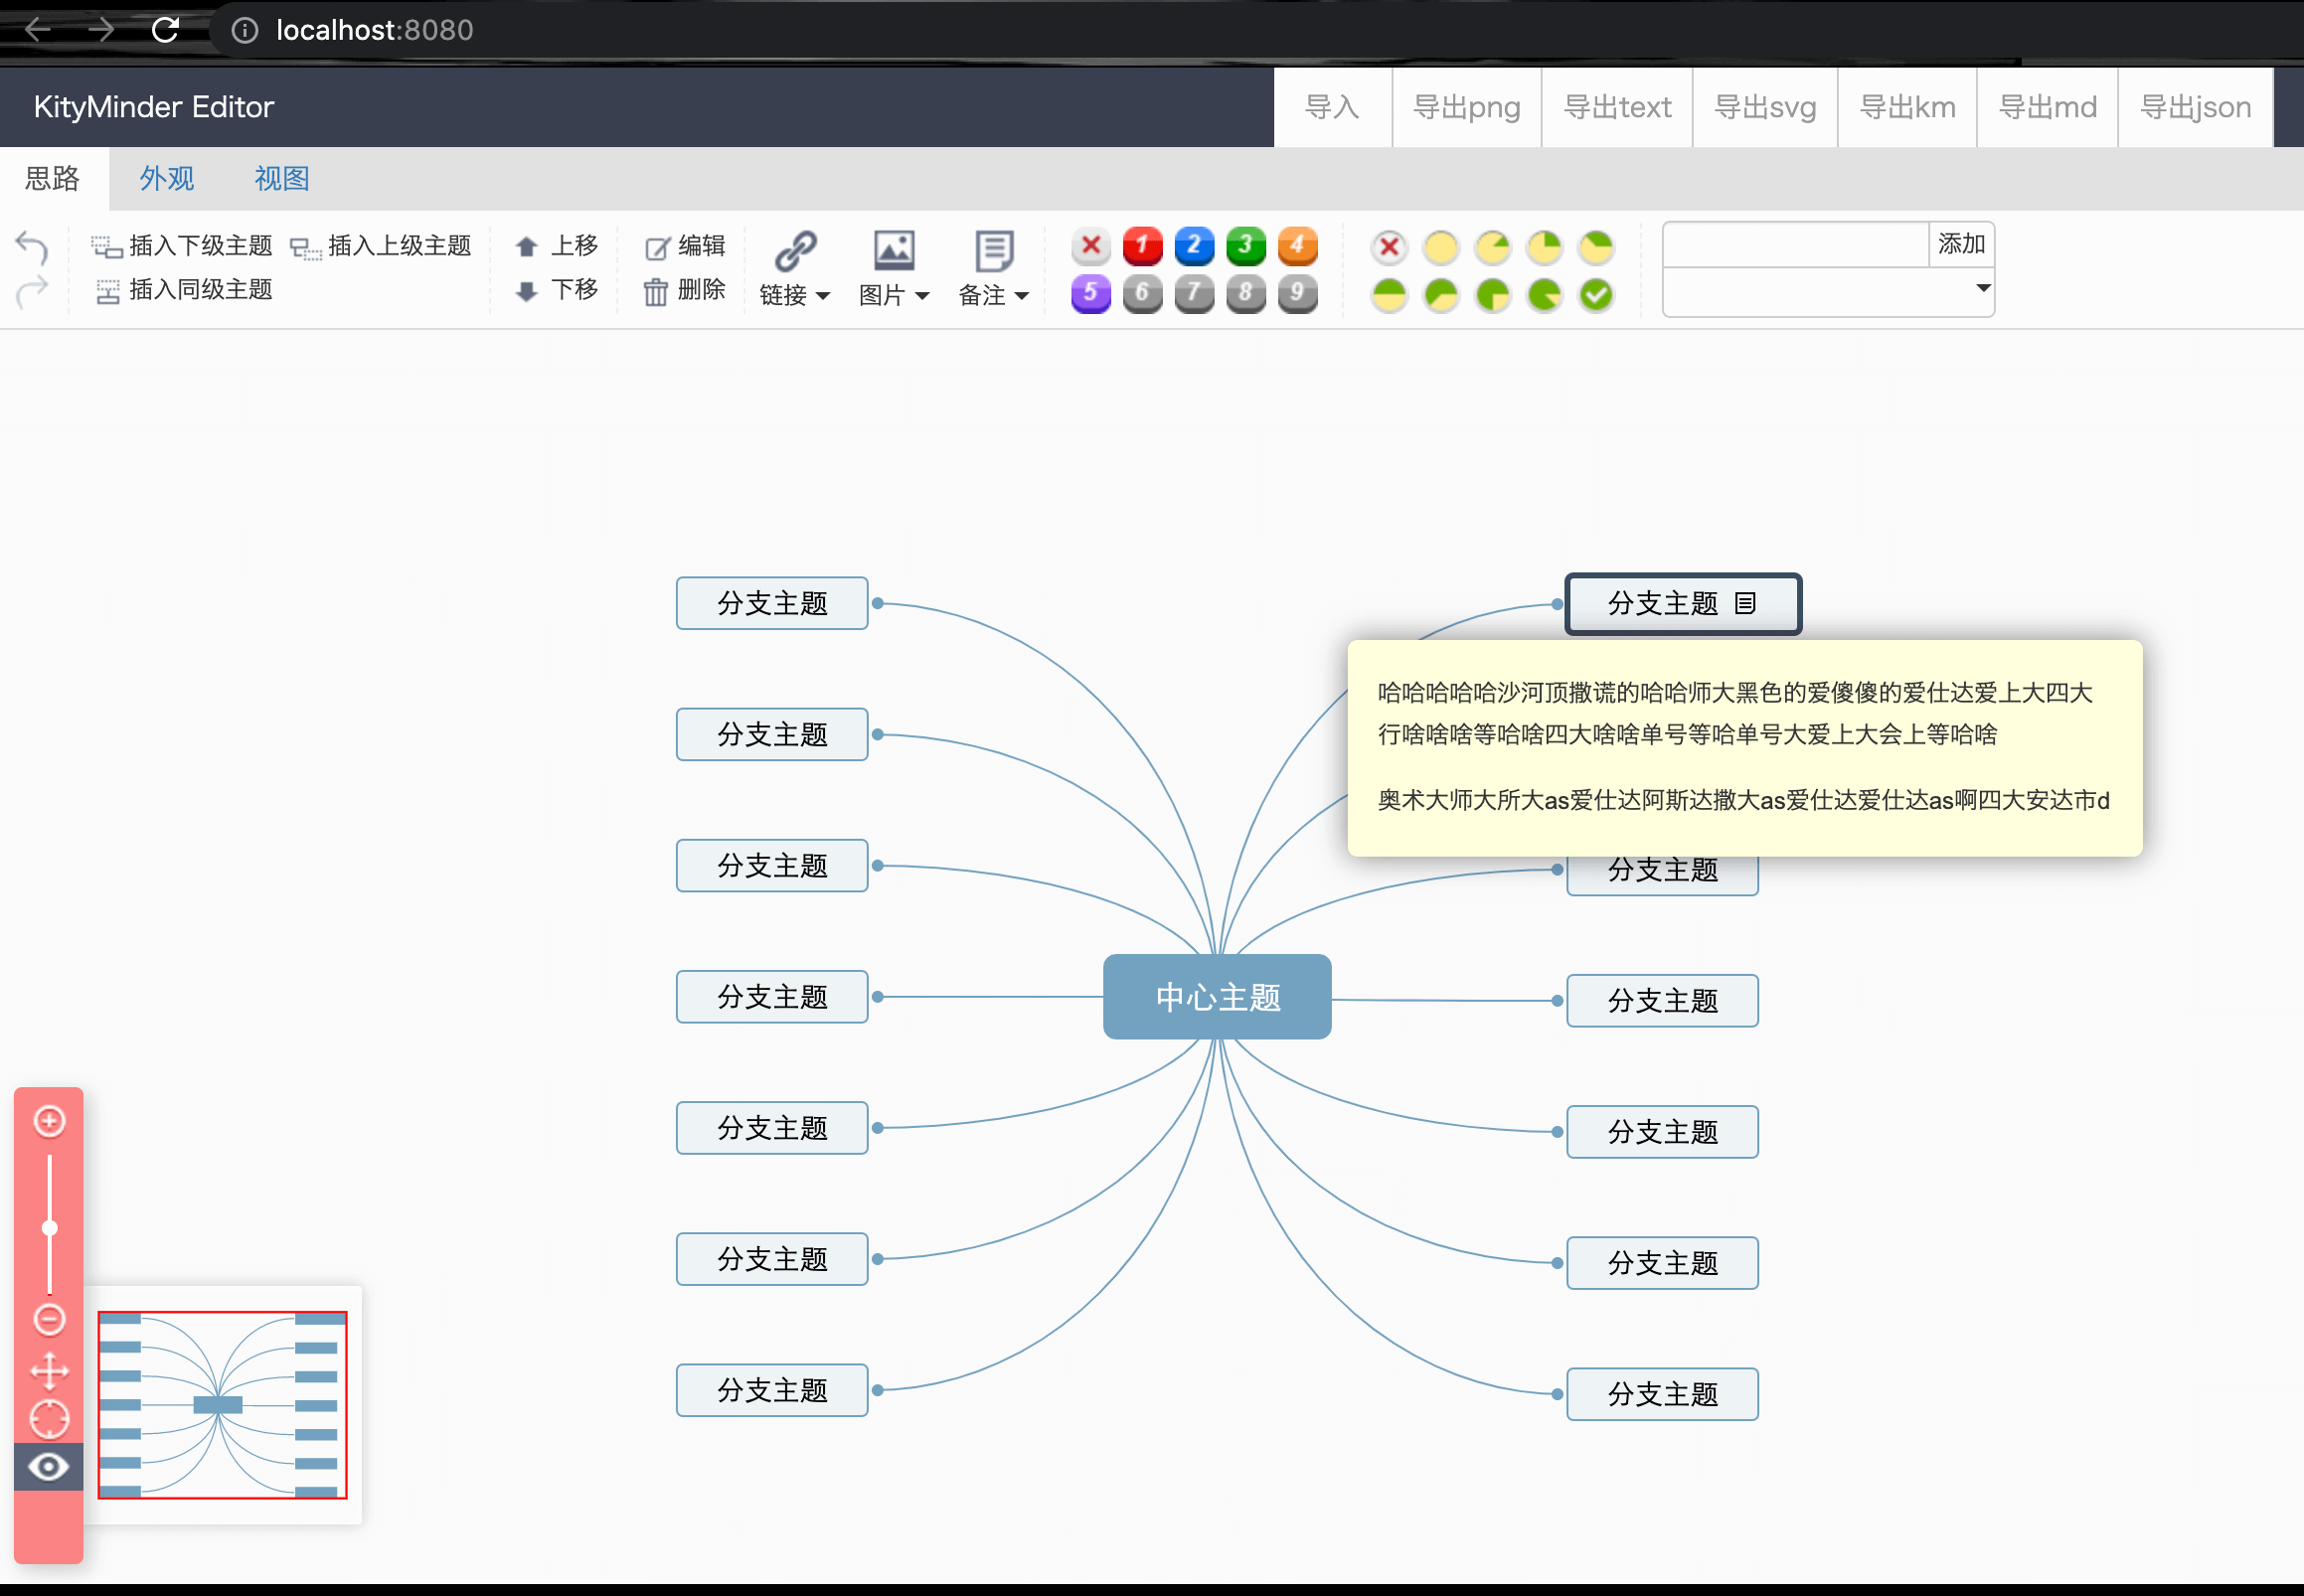 localhost:8080
KityMinder Editor
导入 导出png 导出text 导出svg 导出km 导出md 导出json
思路 外观 视图
插入下级主题 插入上级主题 上移 编辑
插入同级主题 下移 删除
链接 图片 备注
1 2 3 4
5 6 7 8 9
添加
分支主题 分支主题
哈哈哈哈哈沙河顶撒谎的哈哈师大黑色的爱傻傻的爱仕达爱上大四大
行啥啥啥等哈啥四大啥啥单号等哈单号大爱上大会上等哈啥
奥术大师大所大as爱仕达阿斯达撒大as爱仕达爱仕达as啊四大安达市d
分支主题
分支主题 分支主题
中心主题
分支主题 分支主题
分支主题 分支主题
分支主题 分支主题
分支主题 分支主题